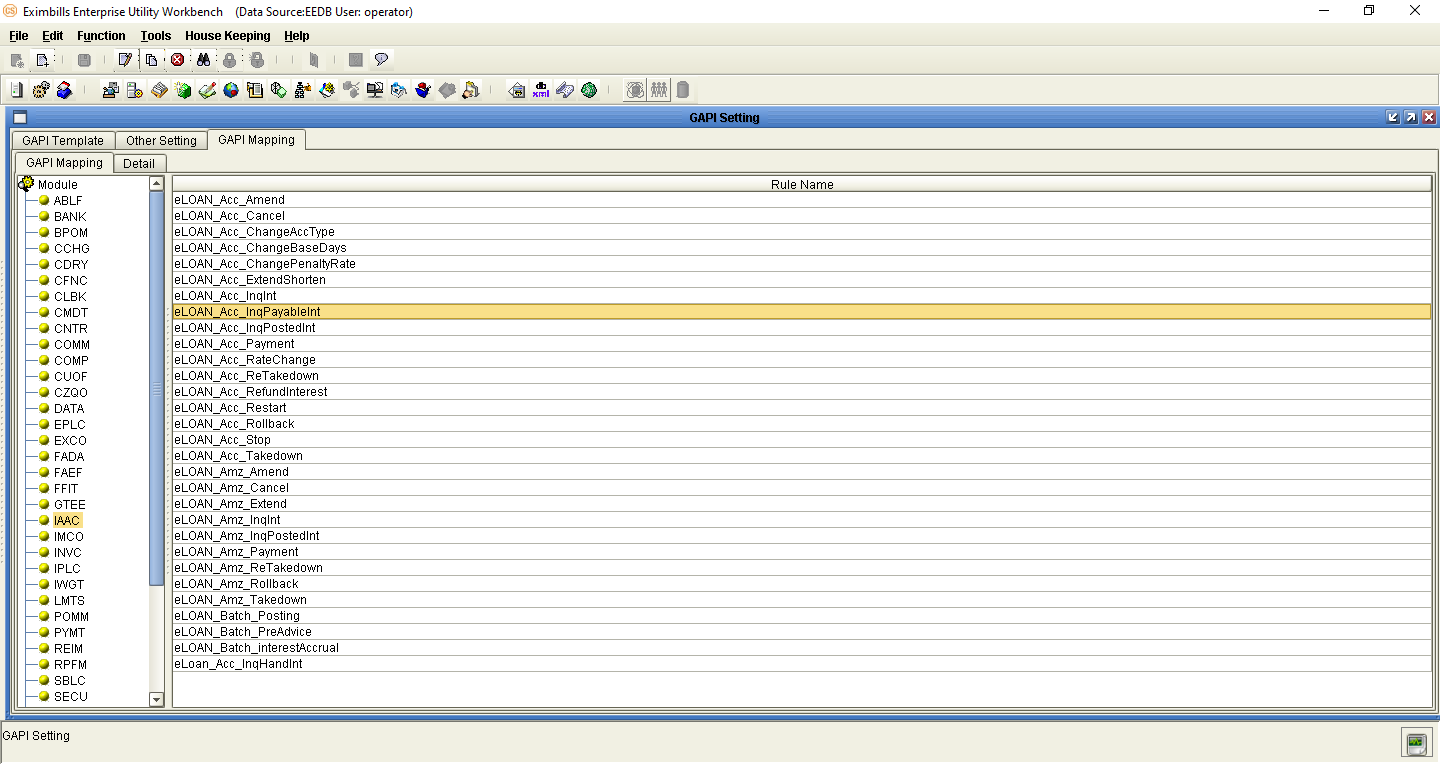 CS Eximbills Enterprise Utility Workbench (Data Source:EEDB User: operator)
File Edit Function Tools House Keeping Help
xml
GAPI Setting
GAPI Template Other Setting GAPI Mapping
GAPI Mapping Detail
Module
ABLF
BANK
BPOM
CCHG
CDRY
CFNC
CLBK
CMDT
CNTR
COMM
COMP
CUOF
CZQO
DATA
EPLC
EXCO
FADA
FAEF
FFIT
GTEE
IAAC
IMCO
INVC
IPLC
IWGT
LMTS
POMM
PYMT
REIM
RPFM
SBLC
SECU
Rule Name
eLOAN_Acc_Amend
eLOAN_Acc_Cancel
eLOAN_Acc_ChangeAccType
eLOAN_Acc_ChangeBaseDays
eLOAN_Acc_ChangePenaltyRate
eLOAN_Acc_ExtendShorten
eLOAN_Acc_InqInt
eLOAN_Acc_InqPayableInt
eLOAN_Acc_InqPostedInt
eLOAN_Acc_Payment
eLOAN_Acc_RateChange
eLOAN_Acc_ReTakedown
eLOAN_Acc_RefundInterest
eLOAN_Acc_Restart
eLOAN_Acc_Rollback
eLOAN_Acc_Stop
eLOAN_Acc_Takedown
eLOAN_Amz_Amend
eLOAN_Amz_Cancel
eLOAN_Amz_Extend
eLOAN_Amz_InqInt
eLOAN_Amz_InqPostedInt
eLOAN_Amz_Payment
eLOAN_Amz_ReTakedown
eLOAN_Amz_Rollback
eLOAN_Amz_Takedown
eLOAN_Batch_Posting
eLOAN_Batch_PreAdvice
eLOAN_Batch_interestAccrual
eLoan_Acc_InqHandInt
GAPI Setting